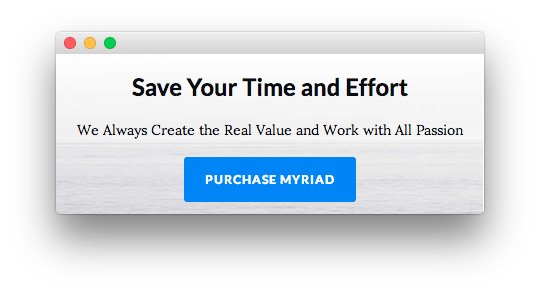 Save Your Time and Effort
We Always Create the Real Value and Work with All Passion
PURCHASE MYRIAD